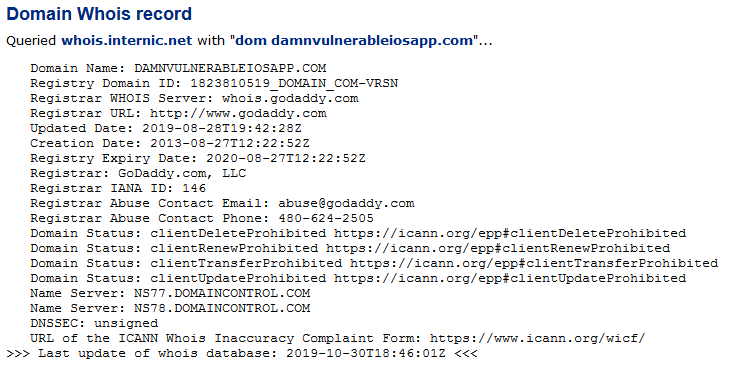 Domain Whois record
Queried whois.internic.net with "dom damnvulnerableiosapp.com"...
Domain Name: DAMNVULNERABLEIOSAPP.COM
Registry Domain ID: 1823810519_DOMAIN_COM-VRSN
Registrar WHOIS Server: whois.godaddy.com
Registrar URL: http://www.godaddy.com
Updated Date: 2019-08-28T19:42:28Z
Creation Date: 2013-08-27T12:22:52Z
Registry Expiry Date: 2020-08-27T12:22:52Z
Registrar: GoDaddy.com, LLC
Registrar IANA ID: 146
Registrar Abuse Contact Email: abuse@godaddy.com
Registrar Abuse Contact Phone: 480-624-2505
Domain Status: clientDeleteProhibited https://icann.org/epp#clientDeleteProhibited
Domain Status: clientRenewProhibited https://icann.org/epp#clientRenewProhibited
Domain Status: clientTransferProhibited https://icann.org/epp#clientTransferProhibited
Domain Status: clientUpdateProhibited https://icann.org/epp#clientUpdateProhibited
Name Server: NS77.DOMAINCONTROL.COM
Name Server: NS78.DOMAINCONTROL.COM
DNSSEC: unsigned
URL of the ICANN Whois Inaccuracy Complaint Form: https://www.icann.org/wicf/
>>> Last update of whois database: 2019-10-30T18:46:01Z <<<